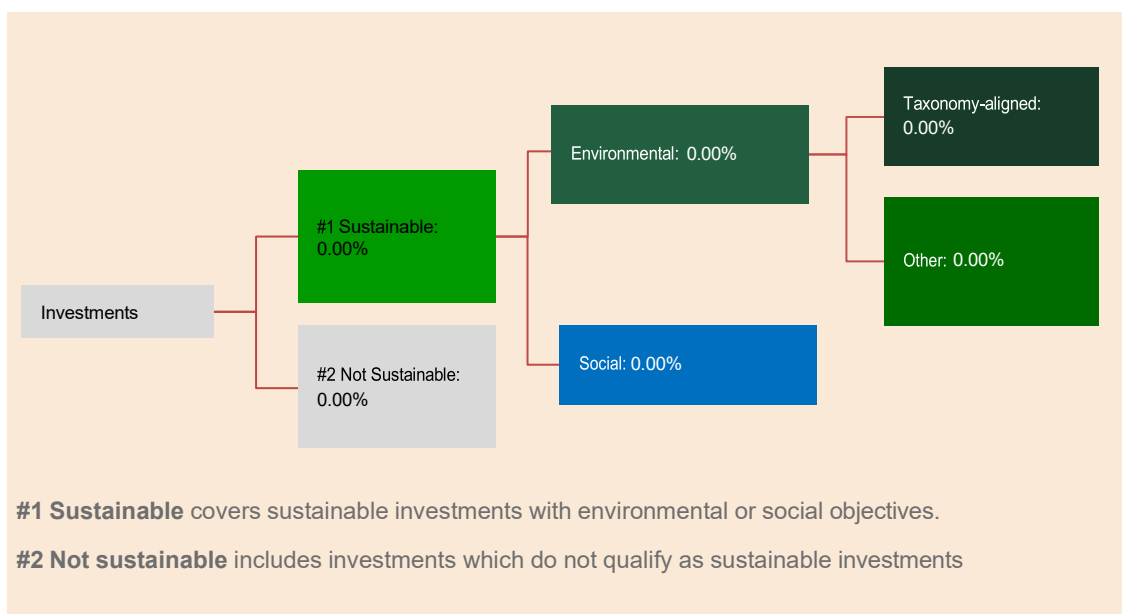 Taxonomy-aligned:
0.00%
Environmental: 0.00%
#1 Sustainable:
0.00%
Other: 0.00%
Investments
#2 Not Sustainable:
0.00%
Social: 0.00%
#1 Sustainable covers sustainable investments with environmental or social objectives.
#2 Not sustainable includes investments which do not qualify as sustainable investments